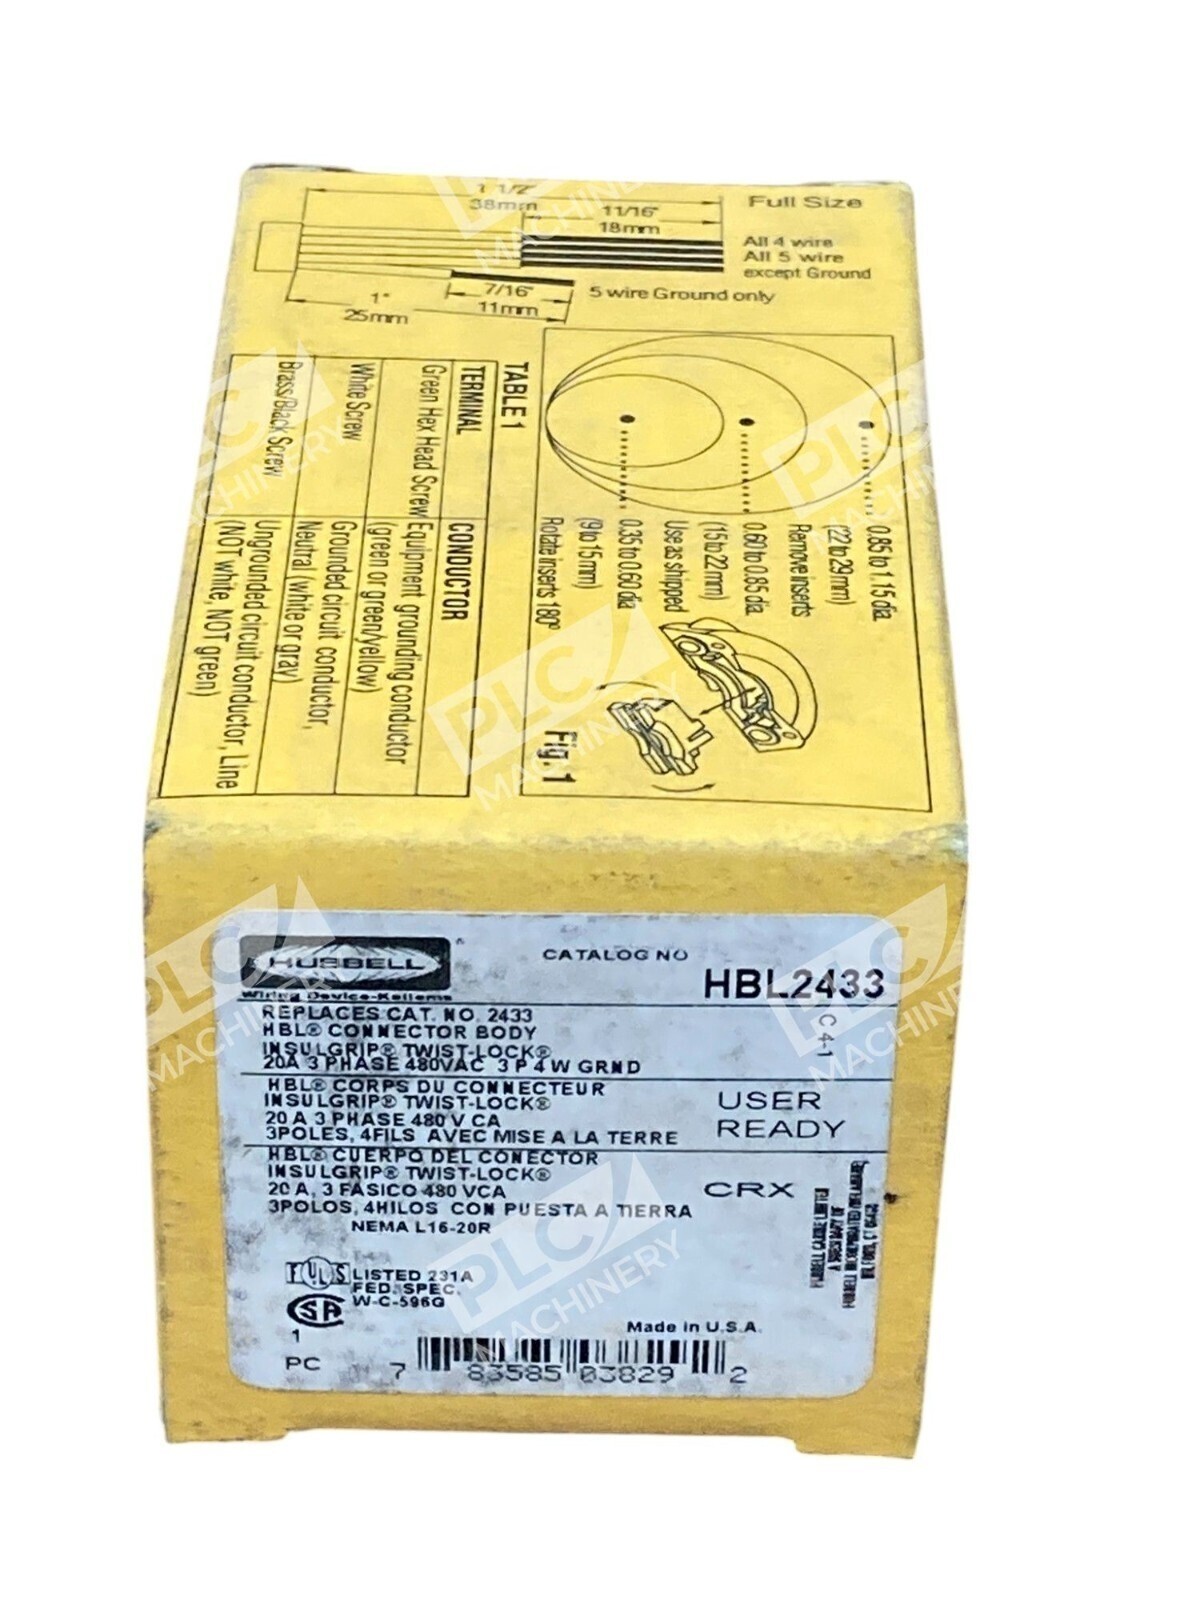 1 1/2"
38mm
11/16"
18mm
Full Size
All 4 wire
All 5 wire
except Ground
7/16"
11mm
5 wire Ground only
1"
25mm
0.85 to 1.15 dia.
(22 to 29mm)
Remove inserts
0.60 to 0.85 dia.
(15 to 22mm)
Use as shipped
0.35 to 0.60 dia.
(9 to 15mm)
Rotate inserts 180°
Fig. 1
TABLE 1
TERMINAL CONDUCTOR
Green Hex Head Screw Equipment grounding conductor
(green or green/yellow)
White Screw Grounded circuit conductor,
Neutral (white or gray)
Brass/Black Screw Ungrounded circuit conductor, Line
(NOT white, NOT green)
HUBBELL ®
Wiring Device-Kellems
CATALOG NO
HBL2433
C 4-1
REPLACES CAT. NO. 2433
HBL® CONNECTOR BODY
INSULGRIP® TWIST-LOCK®
20A 3 PHASE 480VAC 3 P 4 W GRND
HBL® CORPS DU CONNECTEUR
INSULGRIP® TWIST-LOCK®
20 A 3 PHASE 480 V CA
3POLES, 4FILS AVEC MISE A LA TERRE
USER
READY
HBL® CUERPO DEL CONECTOR
INSULGRIP® TWIST-LOCK®
20 A, 3 FASICO 480 VCA
3POLOS, 4HILOS CON PUESTA A TIERRA
NEMA L16-20R
CRX
UL
LISTED 231A
FED. SPEC.
W-C-596G
SA
1
PC
Made in U.S.A.
7 83585 03829 2
PLC MACHINERY